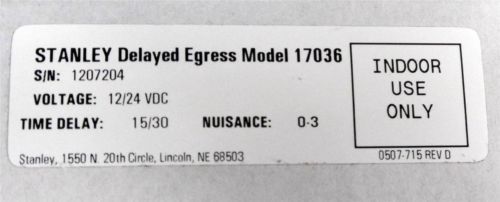 STANLEY Delayed Egress Model 17036
S/N: 1207204
VOLTAGE: 12/24 VDC
TIME DELAY: 15/30 NUISANCE: 0-3
Stanley, 1550 N. 20th Circle, Lincoln, NE 68503
INDOOR
USE
ONLY
0507-715 REV D